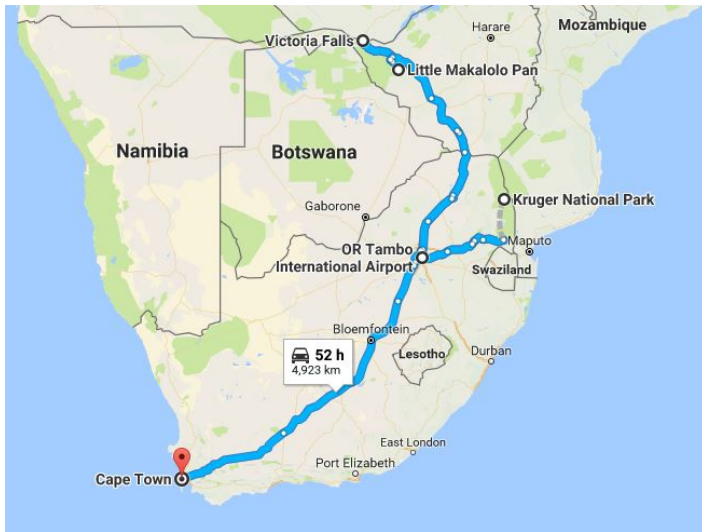 Mozambique
Harare
Victoria Falls
Little Makalolo Pan
Namibia
Botswana
Kruger National Park
Gaborone
OR Tambo
International Airport
Maputo
Swaziland
Bloemfontein
52 h
4,923 km
Lesotho
Durban
East London
Port Elizabeth
Cape Town